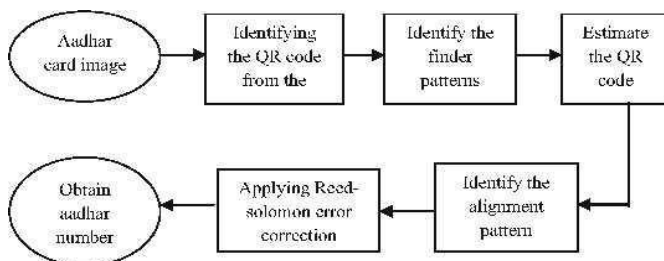 Aadhar
card image
Identifying
the QR code
from the
Identify the
finder
patterns
Estimate
the QR
code
Identify the
alignment
pattern
Applying Reed-
solomon error
correction
Obtain
aadhar
number